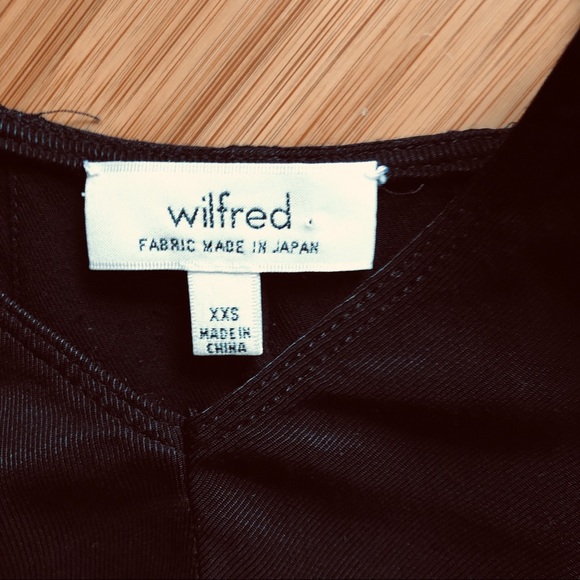 wilfred
FABRIC MADE IN JAPAN
XXS
MADE IN
CHINA